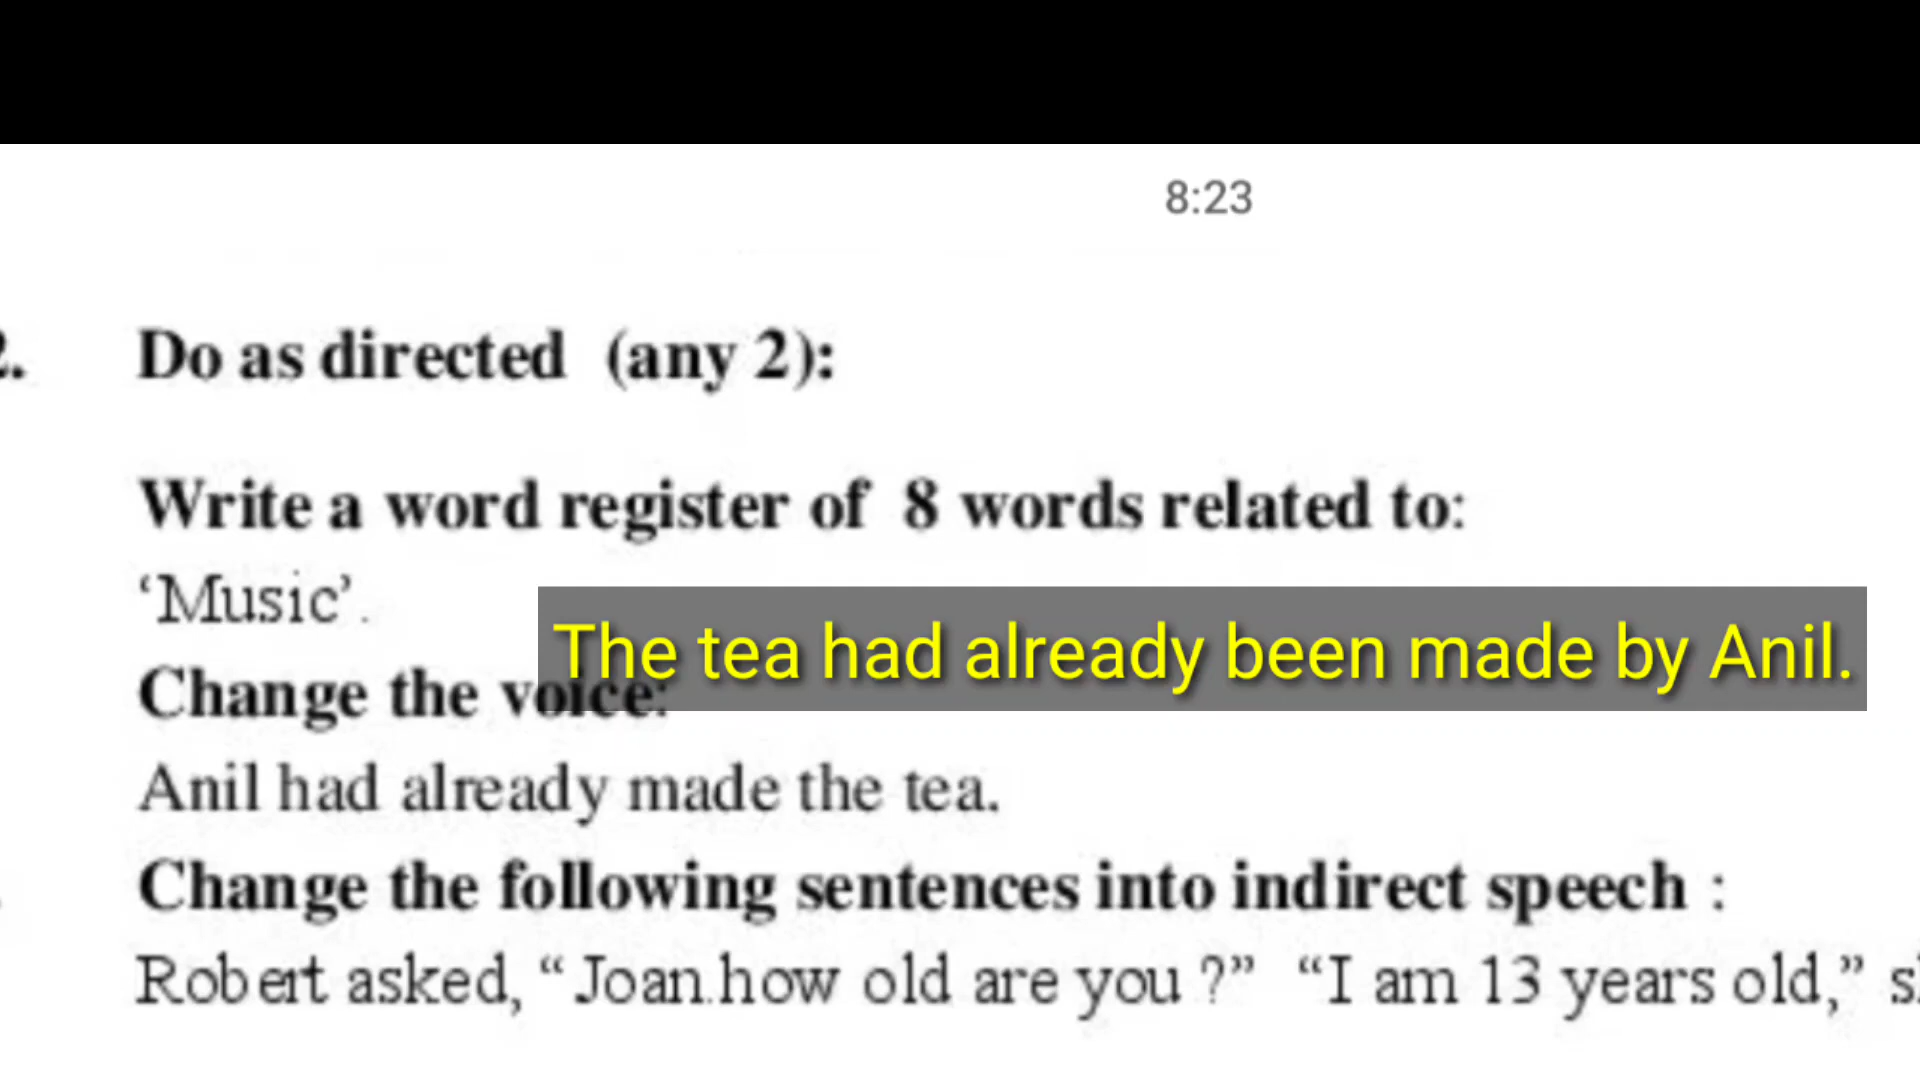 8:23
2. Do as directed (any 2):
Write a word register of 8 words related to:
‘Music’.
The tea had already been made by Anil.
Change the voice:
Anil had already made the tea.
Change the following sentences into indirect speech :
Robert asked, “Joan.how old are you ?” “I am 13 years old,”